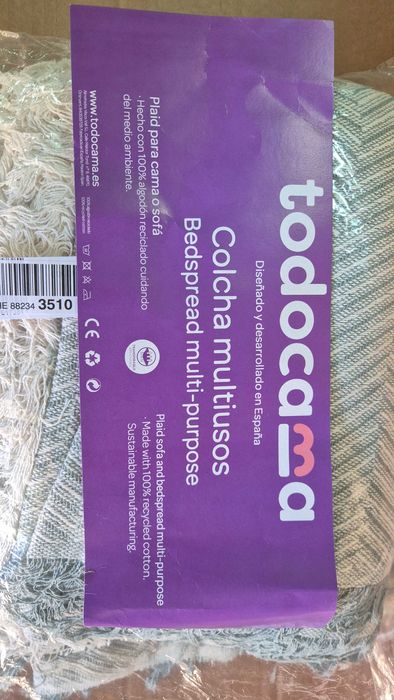 todocama
Diseñado y desarrollado en España
Colcha multiusos
Bedspread multi-purpose
Plaid para cama o sofá
· Hecho con 100% algodón reciclado cuidando
del medio ambiente.
Plaid sofa and bedspread multi-purpose
· Made with 100% recycled cotton.
Sustainable manufacturing.
www.todocama.es
CE
IE 88234 3510